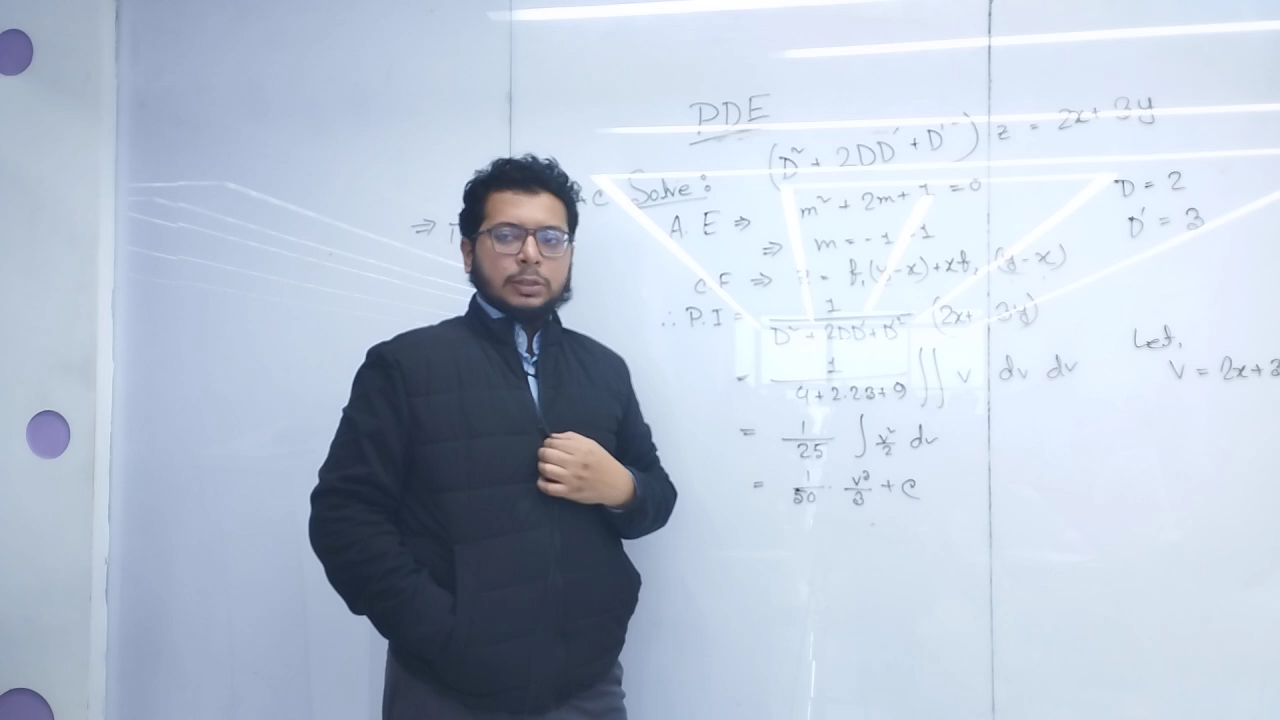 PDE
Solve: (D² + 2DD' + D'²) z = 2x+3y
A.E ⇒ m² + 2m + 1 = 0
D = 2
⇒ m = -1, -1
D' = 3
⇒
C.F ⇒ z = f₁(y-x) + xf₂ (y-x)
∴ P.I = 1/(D² + 2DD' + D'²) (2x+3y)
Let,
= 1/(4+2.2.3+9) ∫∫ v dv dv
V = 2x+3
= 1/25 ∫ v²/2 dv
= 1/50 . v³/3 + C